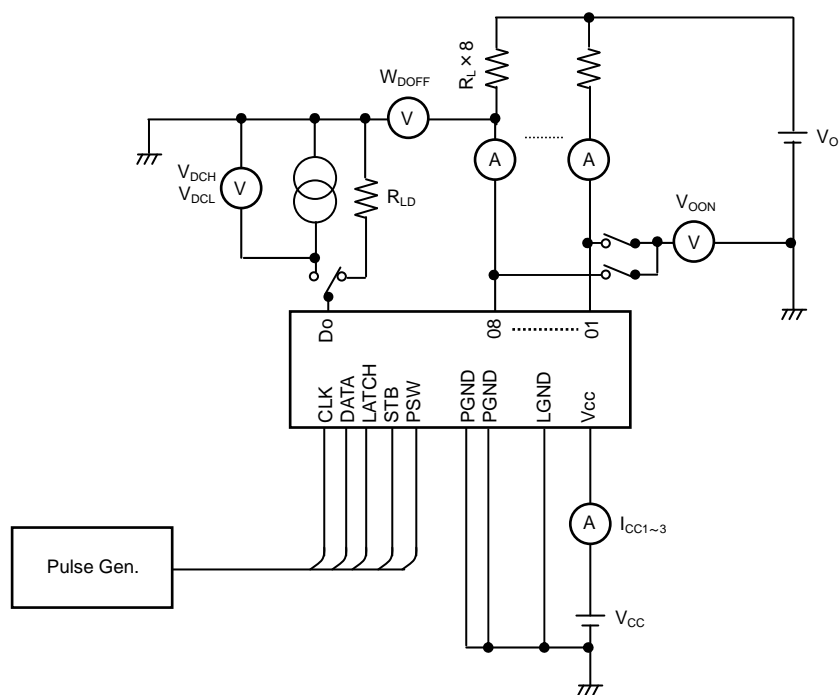 R_L × 8
W_DOFF
V
A
A
V_O
V_DCH
V_DCL
V
R_LD
V_OON
V
Do
08
01
CLK
DATA
LATCH
STB
PSW
PGND
PGND
LGND
Vcc
A
I_CC1~3
Pulse Gen.
V_CC